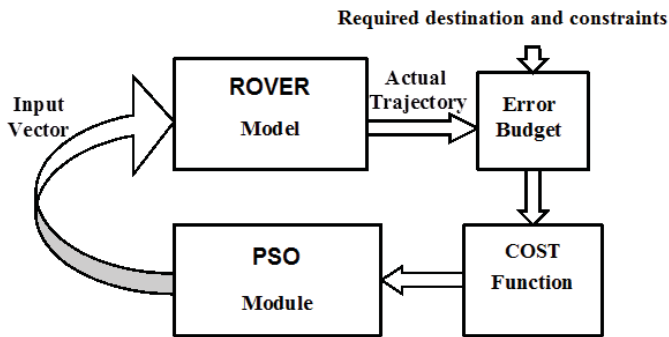 Required destination and constraints
Input
Vector
ROVER
Model
Actual
Trajectory
Error
Budget
PSO
Module
COST
Function